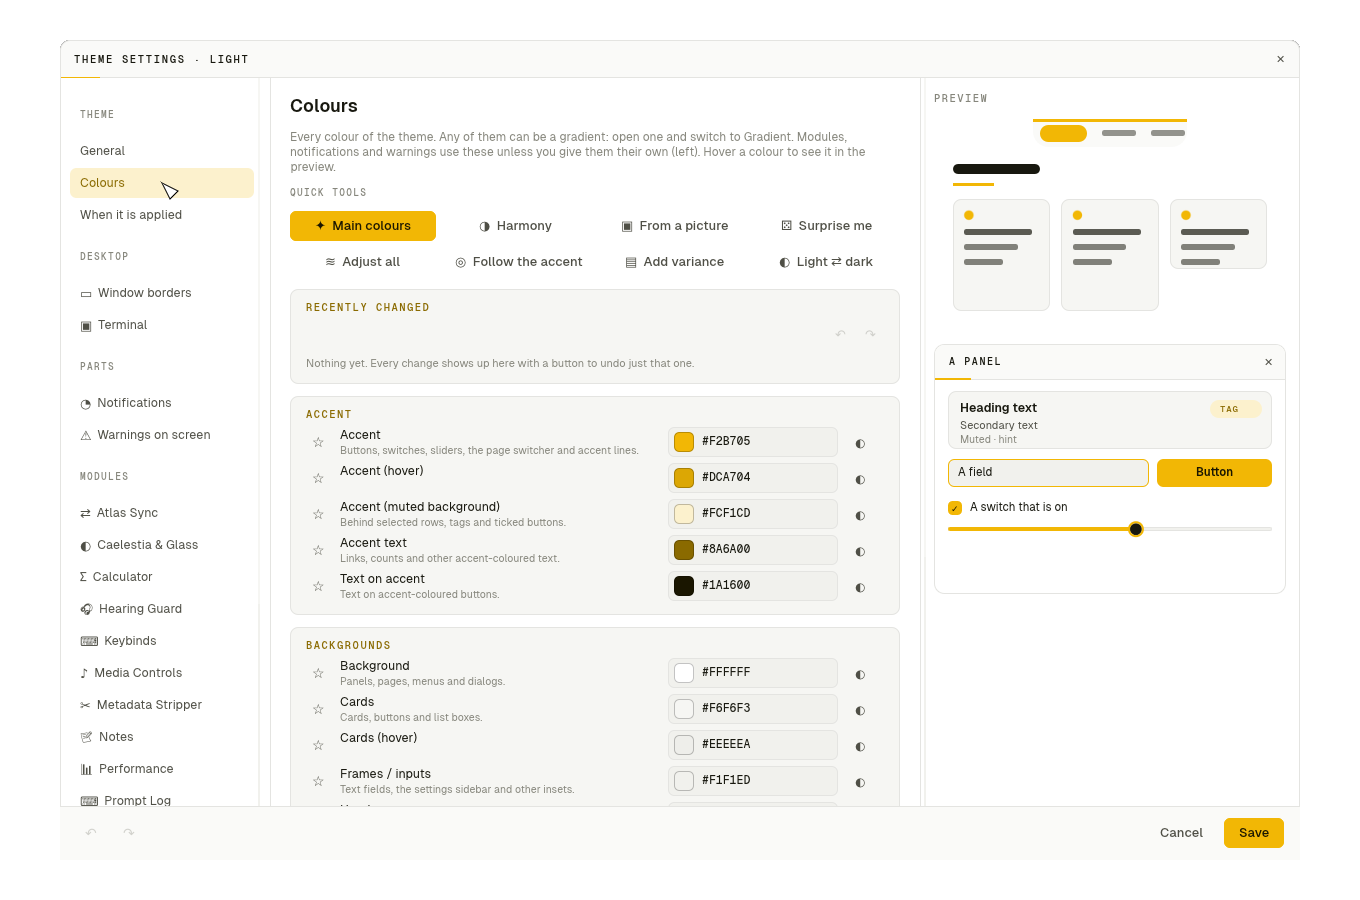 THEME SETTINGS · LIGHT
×
THEME
General
Colours
When it is applied
DESKTOP
Window borders
Terminal
PARTS
Notifications
Warnings on screen
MODULES
Atlas Sync
Caelestia & Glass
Σ Calculator
Hearing Guard
Keybinds
Media Controls
Metadata Stripper
Notes
Performance
Prompt Log
Colours
Every colour of the theme. Any of them can be a gradient: open one and switch to Gradient. Modules,
notifications and warnings use these unless you give them their own (left). Hover a colour to see it in the
preview.
QUICK TOOLS
Main colours
Harmony
From a picture
Surprise me
Adjust all
Follow the accent
Add variance
Light ⇄ dark
RECENTLY CHANGED
Nothing yet. Every change shows up here with a button to undo just that one.
ACCENT
Accent
#F2B705
Buttons, switches, sliders, the page switcher and accent lines.
Accent (hover)
#DCA704
Accent (muted background)
#FCF1CD
Behind selected rows, tags and ticked buttons.
Accent text
#8A6A00
Links, counts and other accent-coloured text.
Text on accent
#1A1600
Text on accent-coloured buttons.
BACKGROUNDS
Background
#FFFFFF
Panels, pages, menus and dialogs.
Cards
#F6F6F3
Cards, buttons and list boxes.
Cards (hover)
#EEEEEA
Frames / inputs
#F1F1ED
Text fields, the settings sidebar and other insets.
PREVIEW
A PANEL
×
Heading text
TAG
Secondary text
Muted · hint
A field
Button
A switch that is on
Cancel
Save